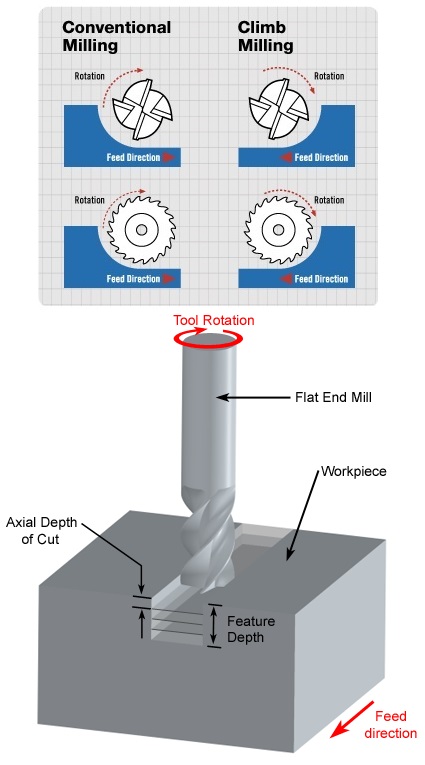 Conventional
Milling
Climb
Milling
Rotation
Rotation
Feed Direction
Feed Direction
Rotation
Rotation
Feed Direction
Feed Direction
Tool Rotation
Flat End Mill
Workpiece
Axial Depth
of Cut
Feature
Depth
Feed
direction